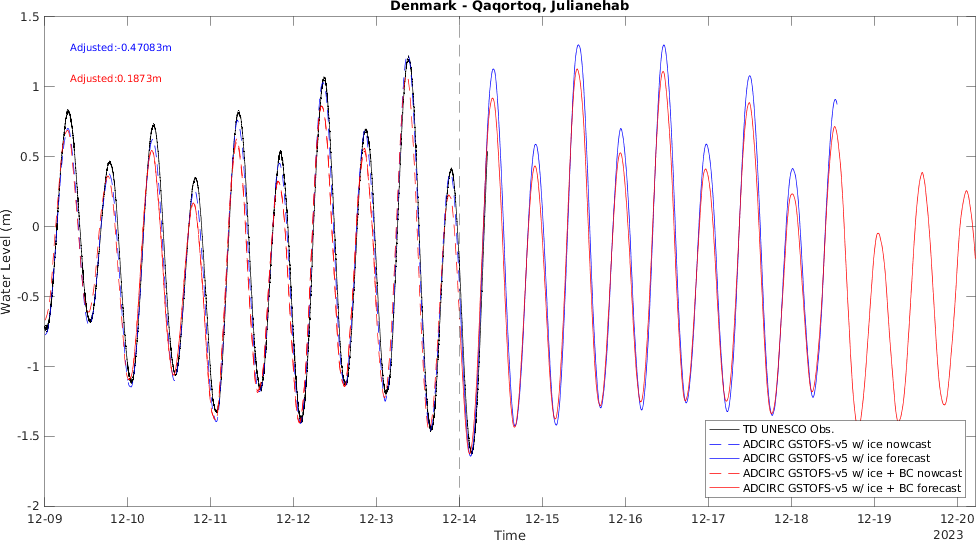 Denmark - Qaqortoq, Julianehab
Adjusted:-0.47083m
Adjusted:0.1873m
Water Level (m)
1.5
1
0.5
0
-0.5
-1
-1.5
-2
TD UNESCO Obs.
ADCIRC GSTOFS-v5 w/ ice nowcast
ADCIRC GSTOFS-v5 w/ ice forecast
ADCIRC GSTOFS-v5 w/ ice + BC nowcast
ADCIRC GSTOFS-v5 w/ ice + BC forecast
12-09 12-10 12-11 12-12 12-13 12-14 12-15 12-16 12-17 12-18 12-19 12-20
Time
2023